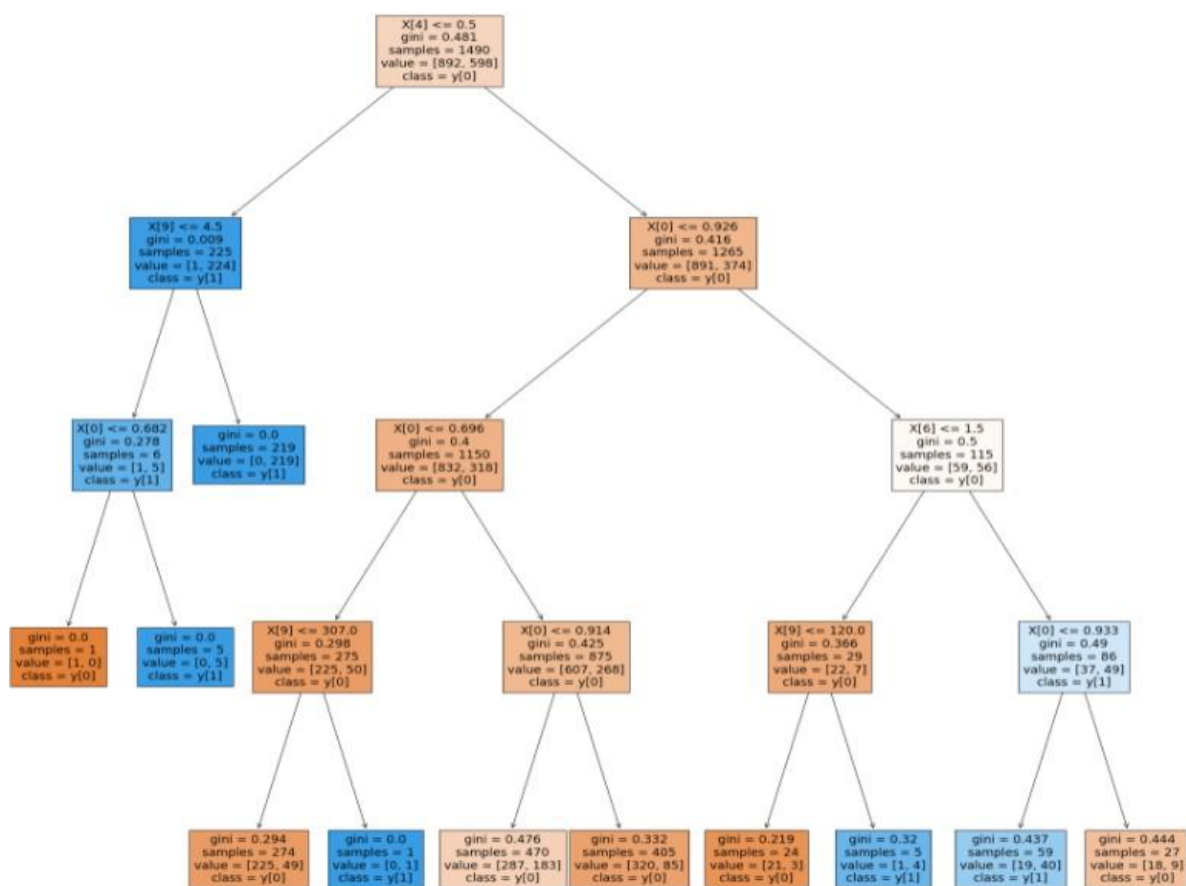 X[4] <= 0.5
gini = 0.481
samples = 1490
value = [892, 598]
class = y[0]
X[9] <= 4.5
gini = 0.009
samples = 225
value = [1, 224]
class = y[1]
X[0] <= 0.926
gini = 0.416
samples = 1265
value = [891, 374]
class = y[0]
X[0] <= 0.682
gini = 0.278
samples = 6
value = [1, 5]
class = y[1]
gini = 0.0
samples = 219
value = [0, 219]
class = y[1]
X[0] <= 0.696
gini = 0.4
samples = 1150
value = [832, 318]
class = y[0]
X[6] <= 1.5
gini = 0.5
samples = 115
value = [59, 56]
class = y[0]
gini = 0.0
samples = 1
value = [1, 0]
class = y[0]
gini = 0.0
samples = 5
value = [0, 5]
class = y[1]
X[9] <= 307.0
gini = 0.298
samples = 275
value = [225, 50]
class = y[0]
X[0] <= 0.914
gini = 0.425
samples = 875
value = [607, 268]
class = y[0]
X[9] <= 120.0
gini = 0.366
samples = 29
value = [22, 7]
class = y[0]
X[0] <= 0.933
gini = 0.49
samples = 86
value = [37, 49]
class = y[1]
gini = 0.294
samples = 274
value = [225, 49]
class = y[0]
gini = 0.0
samples = 1
value = [0, 1]
class = y[1]
gini = 0.476
samples = 470
value = [287, 183]
class = y[0]
gini = 0.332
samples = 405
value = [320, 85]
class = y[0]
gini = 0.219
samples = 24
value = [21, 3]
class = y[0]
gini = 0.32
samples = 5
value = [1, 4]
class = y[1]
gini = 0.437
samples = 59
value = [19, 40]
class = y[1]
gini = 0.444
samples = 27
value = [18, 9]
class = y[0]